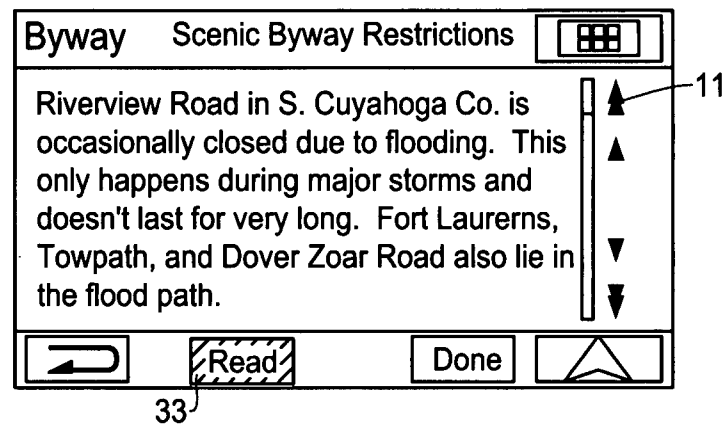 Byway Scenic Byway Restrictions
11
Riverview Road in S. Cuyahoga Co. is
occasionally closed due to flooding. This
only happens during major storms and
doesn't last for very long. Fort Laurerns,
Towpath, and Dover Zoar Road also lie in
the flood path.
Read Done
33